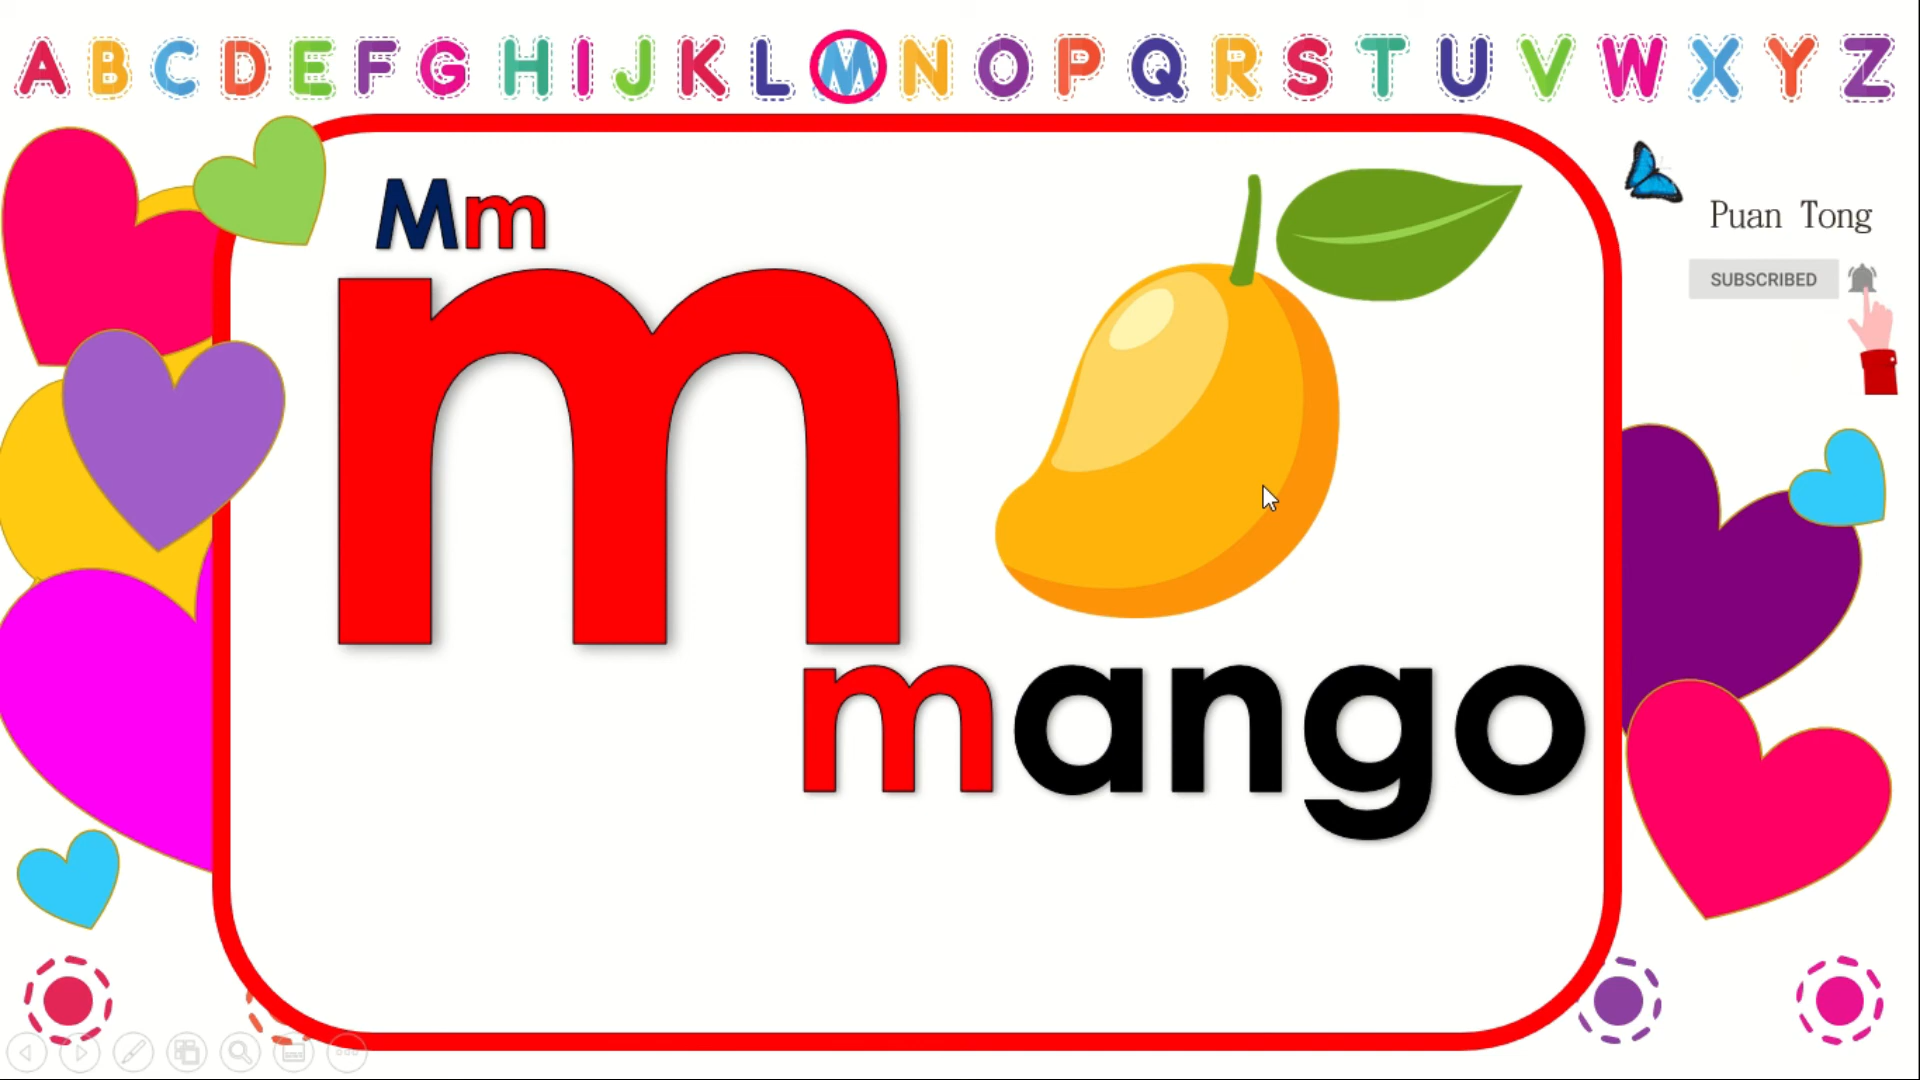 A B C D E F G H I J K L M N O P Q R S T U V W X Y Z
Mm
Puan Tong
SUBSCRIBED
m
mango